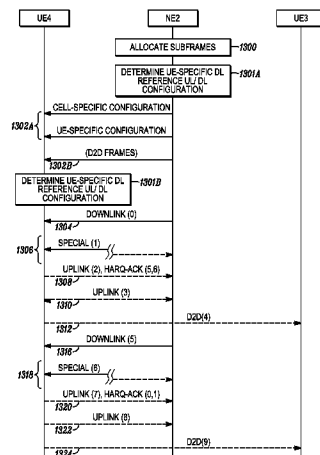 UE4
NE2
UE3
ALLOCATE SUBFRAMES
1300
DETERMINE UE-SPECIFIC DL
REFERENCE UL/ DL
CONFIGURATION
1301A
CELL-SPECIFIC CONFIGURATION
1302A
UE-SPECIFIC CONFIGURATION
{D2D FRAMES}
1302B
DETERMINE UE-SPECIFIC DL
REFERENCE UL/ DL
CONFIGURATION
1301B
DOWNLINK (0)
1304
SPECIAL (1)
1306
UPLINK (2), HARQ-ACK {5,6}
1308
UPLINK (3)
1310
D2D(4)
1312
DOWNLINK (5)
1316
SPECIAL (6)
1318
UPLINK (7), HARQ-ACK {0,1}
1320
UPLINK (8)
1322
D2D(9)
1324